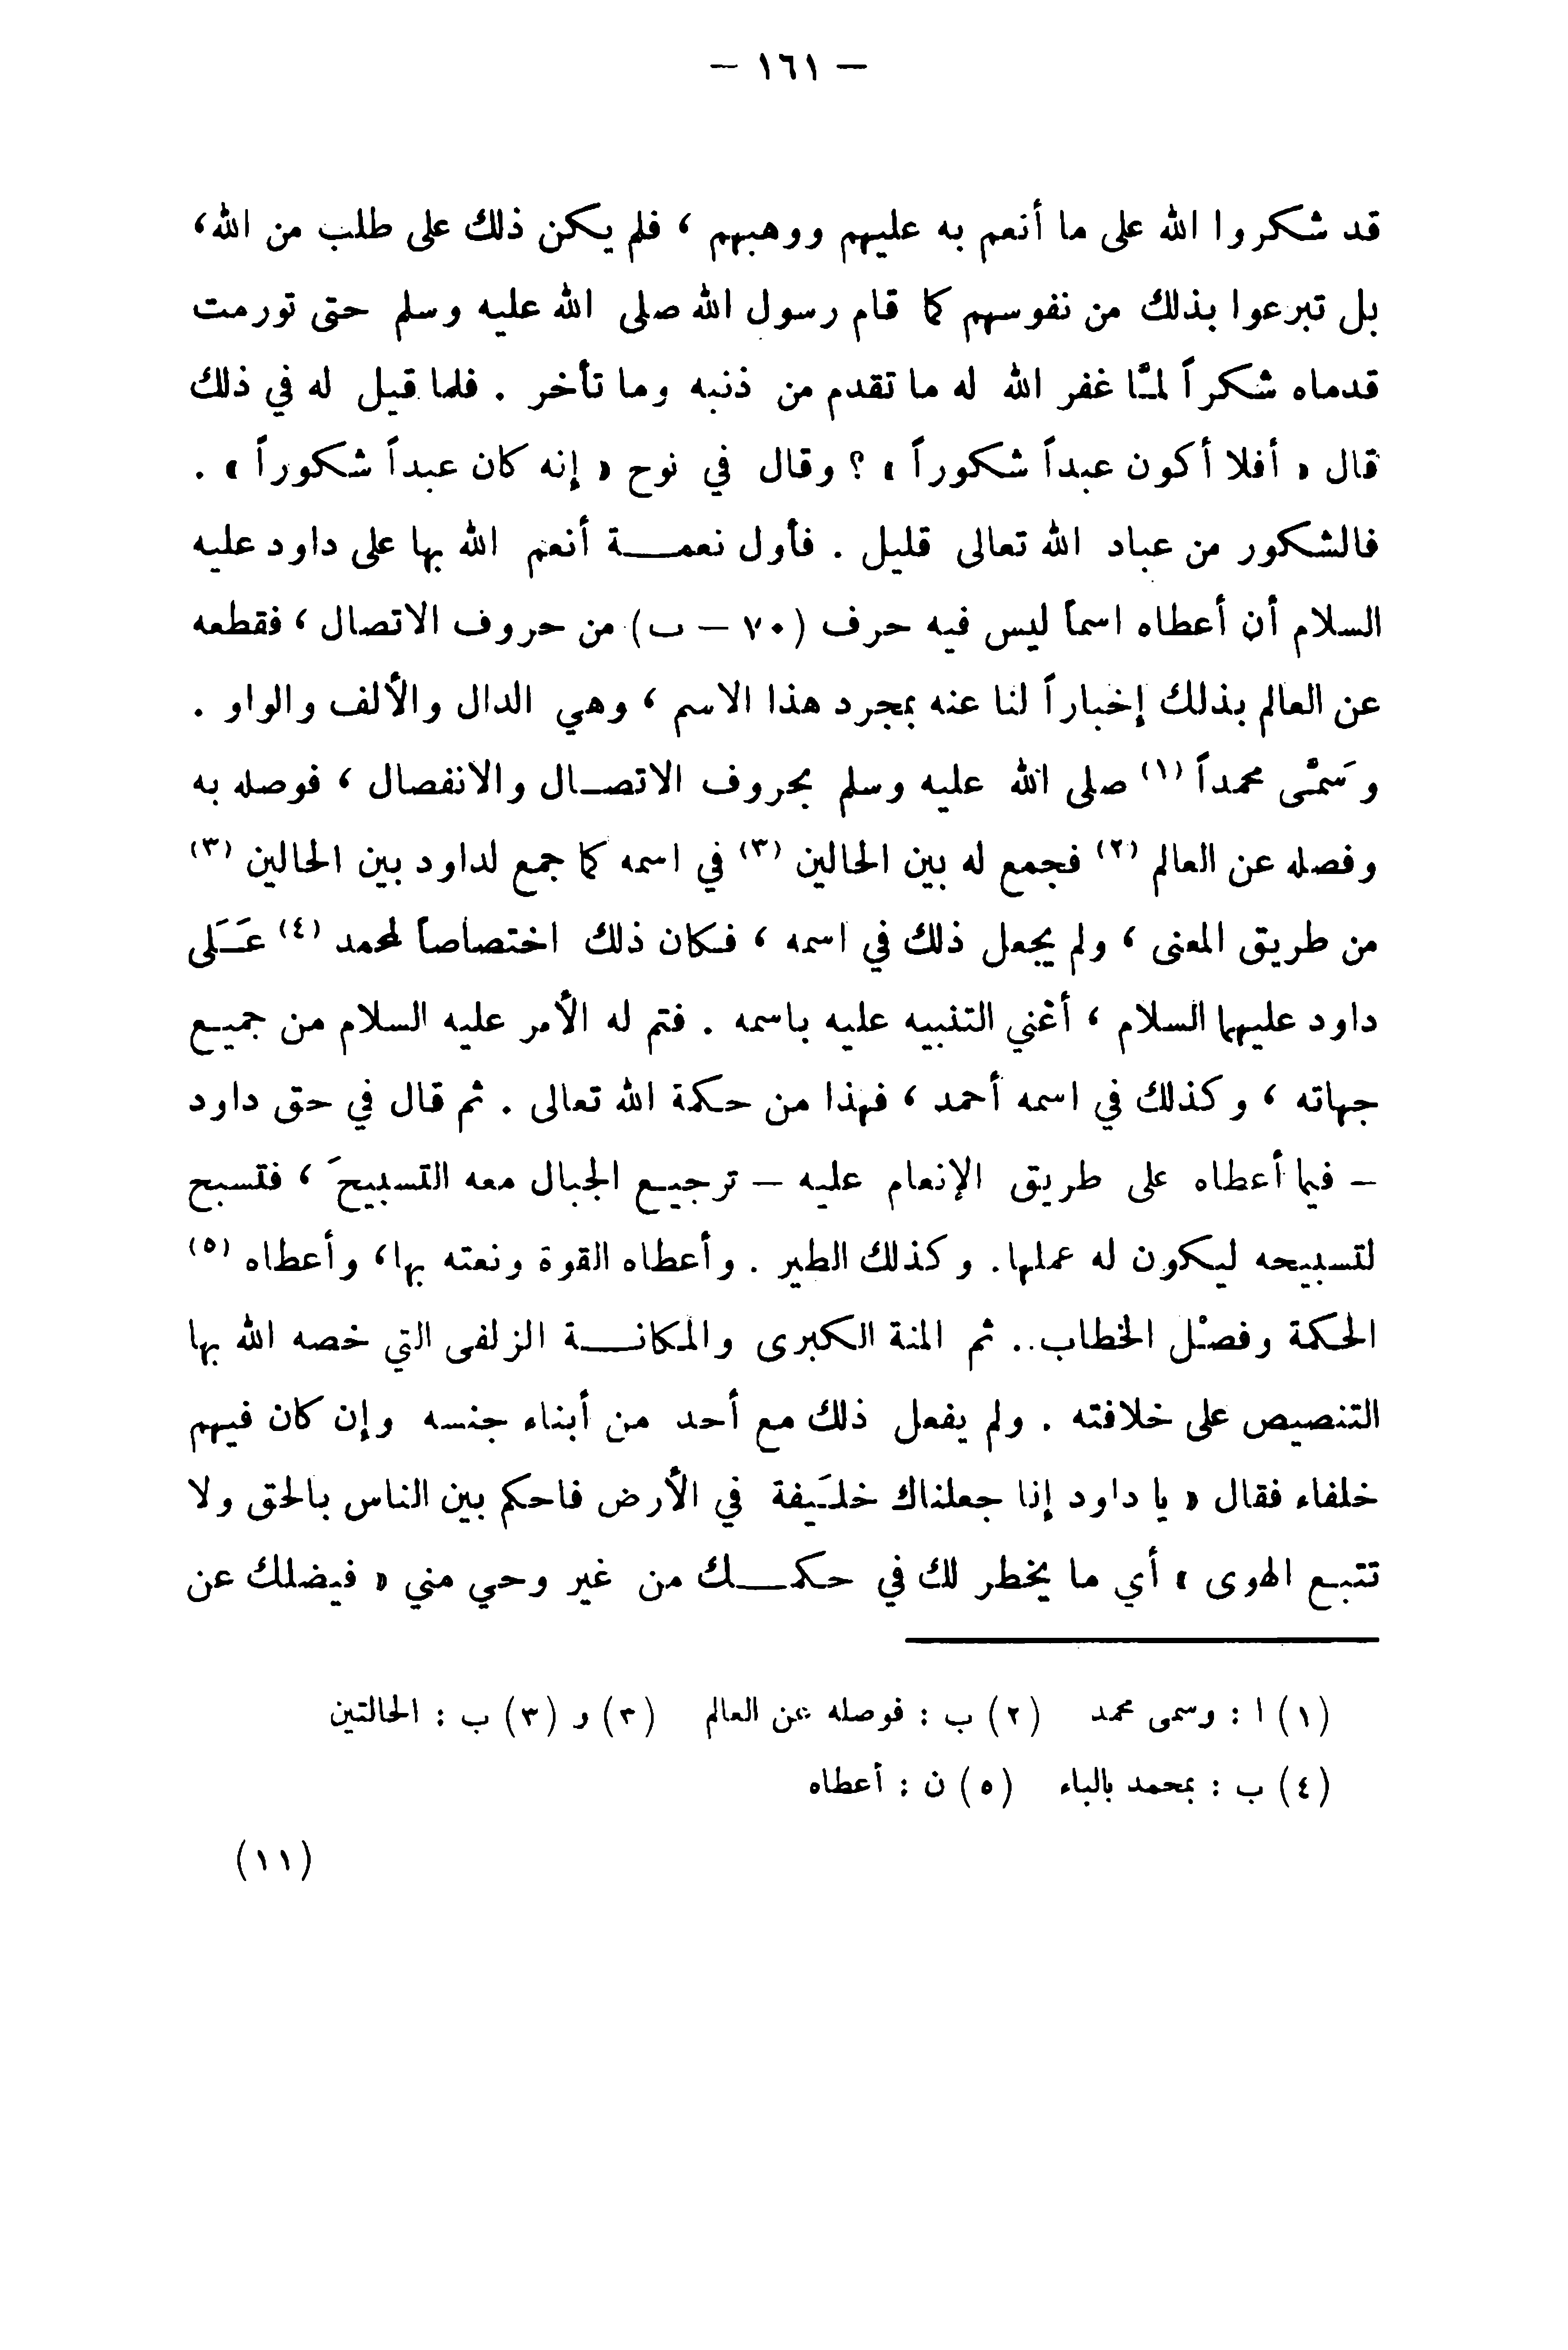 – ١٦١ –
قد شكروا الله على ما أنعم به عليهم ووهبهم ، فلم يكن ذلك على طلب من الله،
بل تبرعوا بذلك من نفوسهم كما قام رسول الله صلى الله عليه وسلم حتى تورمت
قدماه شكراً لمَّا غفر الله له ما تقدم من ذنبه وما تأخر . فلما قيل له في ذلك
قال « أفلا أكون عبداً شكوراً » ؟ وقال في نوح « إنه كان عبداً شكوراً » .
فالشكور من عباد الله تعالى قليل . فأول نعمـــة أنعم الله بها على داود عليه
السلام أن أعطاه اسماً ليس فيه حرف (٧٠ – ب) من حروف الاتصال ، فقطعه
عن العالم بذلك إخباراً لنا عنه بمجرد هذا الاسم ، وهي الدال والألف والواو .
وسَمَّى محمداً (١) صلى الله عليه وسلم بحروف الاتصـال والانفصال ، فوصله به
وفصله عن العالم (٢) فجمع له بين الحالين (٣) في اسمه كما جمع لداود بين الحالين (٣)
من طريق المعنى ، ولم يجعل ذلك في اسمه ، فكان ذلك اختصاصاً لمحمد (٤) عَـلَى
داود عليهما السلام ، أعْني التنبيه عليه باسمه . فتم له الأمر عليه السلام من جميع
جهاته ، وكذلك في اسمه أحمد ، فهذا من حكمة الله تعالى . ثم قال في حق داود
– فيما أعطاه على طريق الإنعام عليه – ترجيع الجبال معه التسبيحَ ، فتسبح
لتسبيحه ليكون له عملها. وكذلك الطير . وأعطاه القوة ونعته بها، وأعطاه (٥)
الحكمة وفصْل الخطاب.. ثم المنة الكبرى والمكانـــة الزلفى التي خصه الله بها
التنصيص على خلافته . ولم يفعل ذلك مع أحد من أبناء جنسه وإن كان فيهم
خلفاء فقال « يا داود إنا جعلناك خليفة في الأرض فاحكم بين الناس بالحق ولا
تتبع الهوى » أي ما يخطر لك في حكمــك من غير وحي مني « فيضلك عن
(١) ا : وسمى محمد (٢) ب : فوصله عن العالم (٣) و (٣) ب : الحالتين
(٤) ب : بمحمد بالباء (٥) ن : أعطاه
(١١)